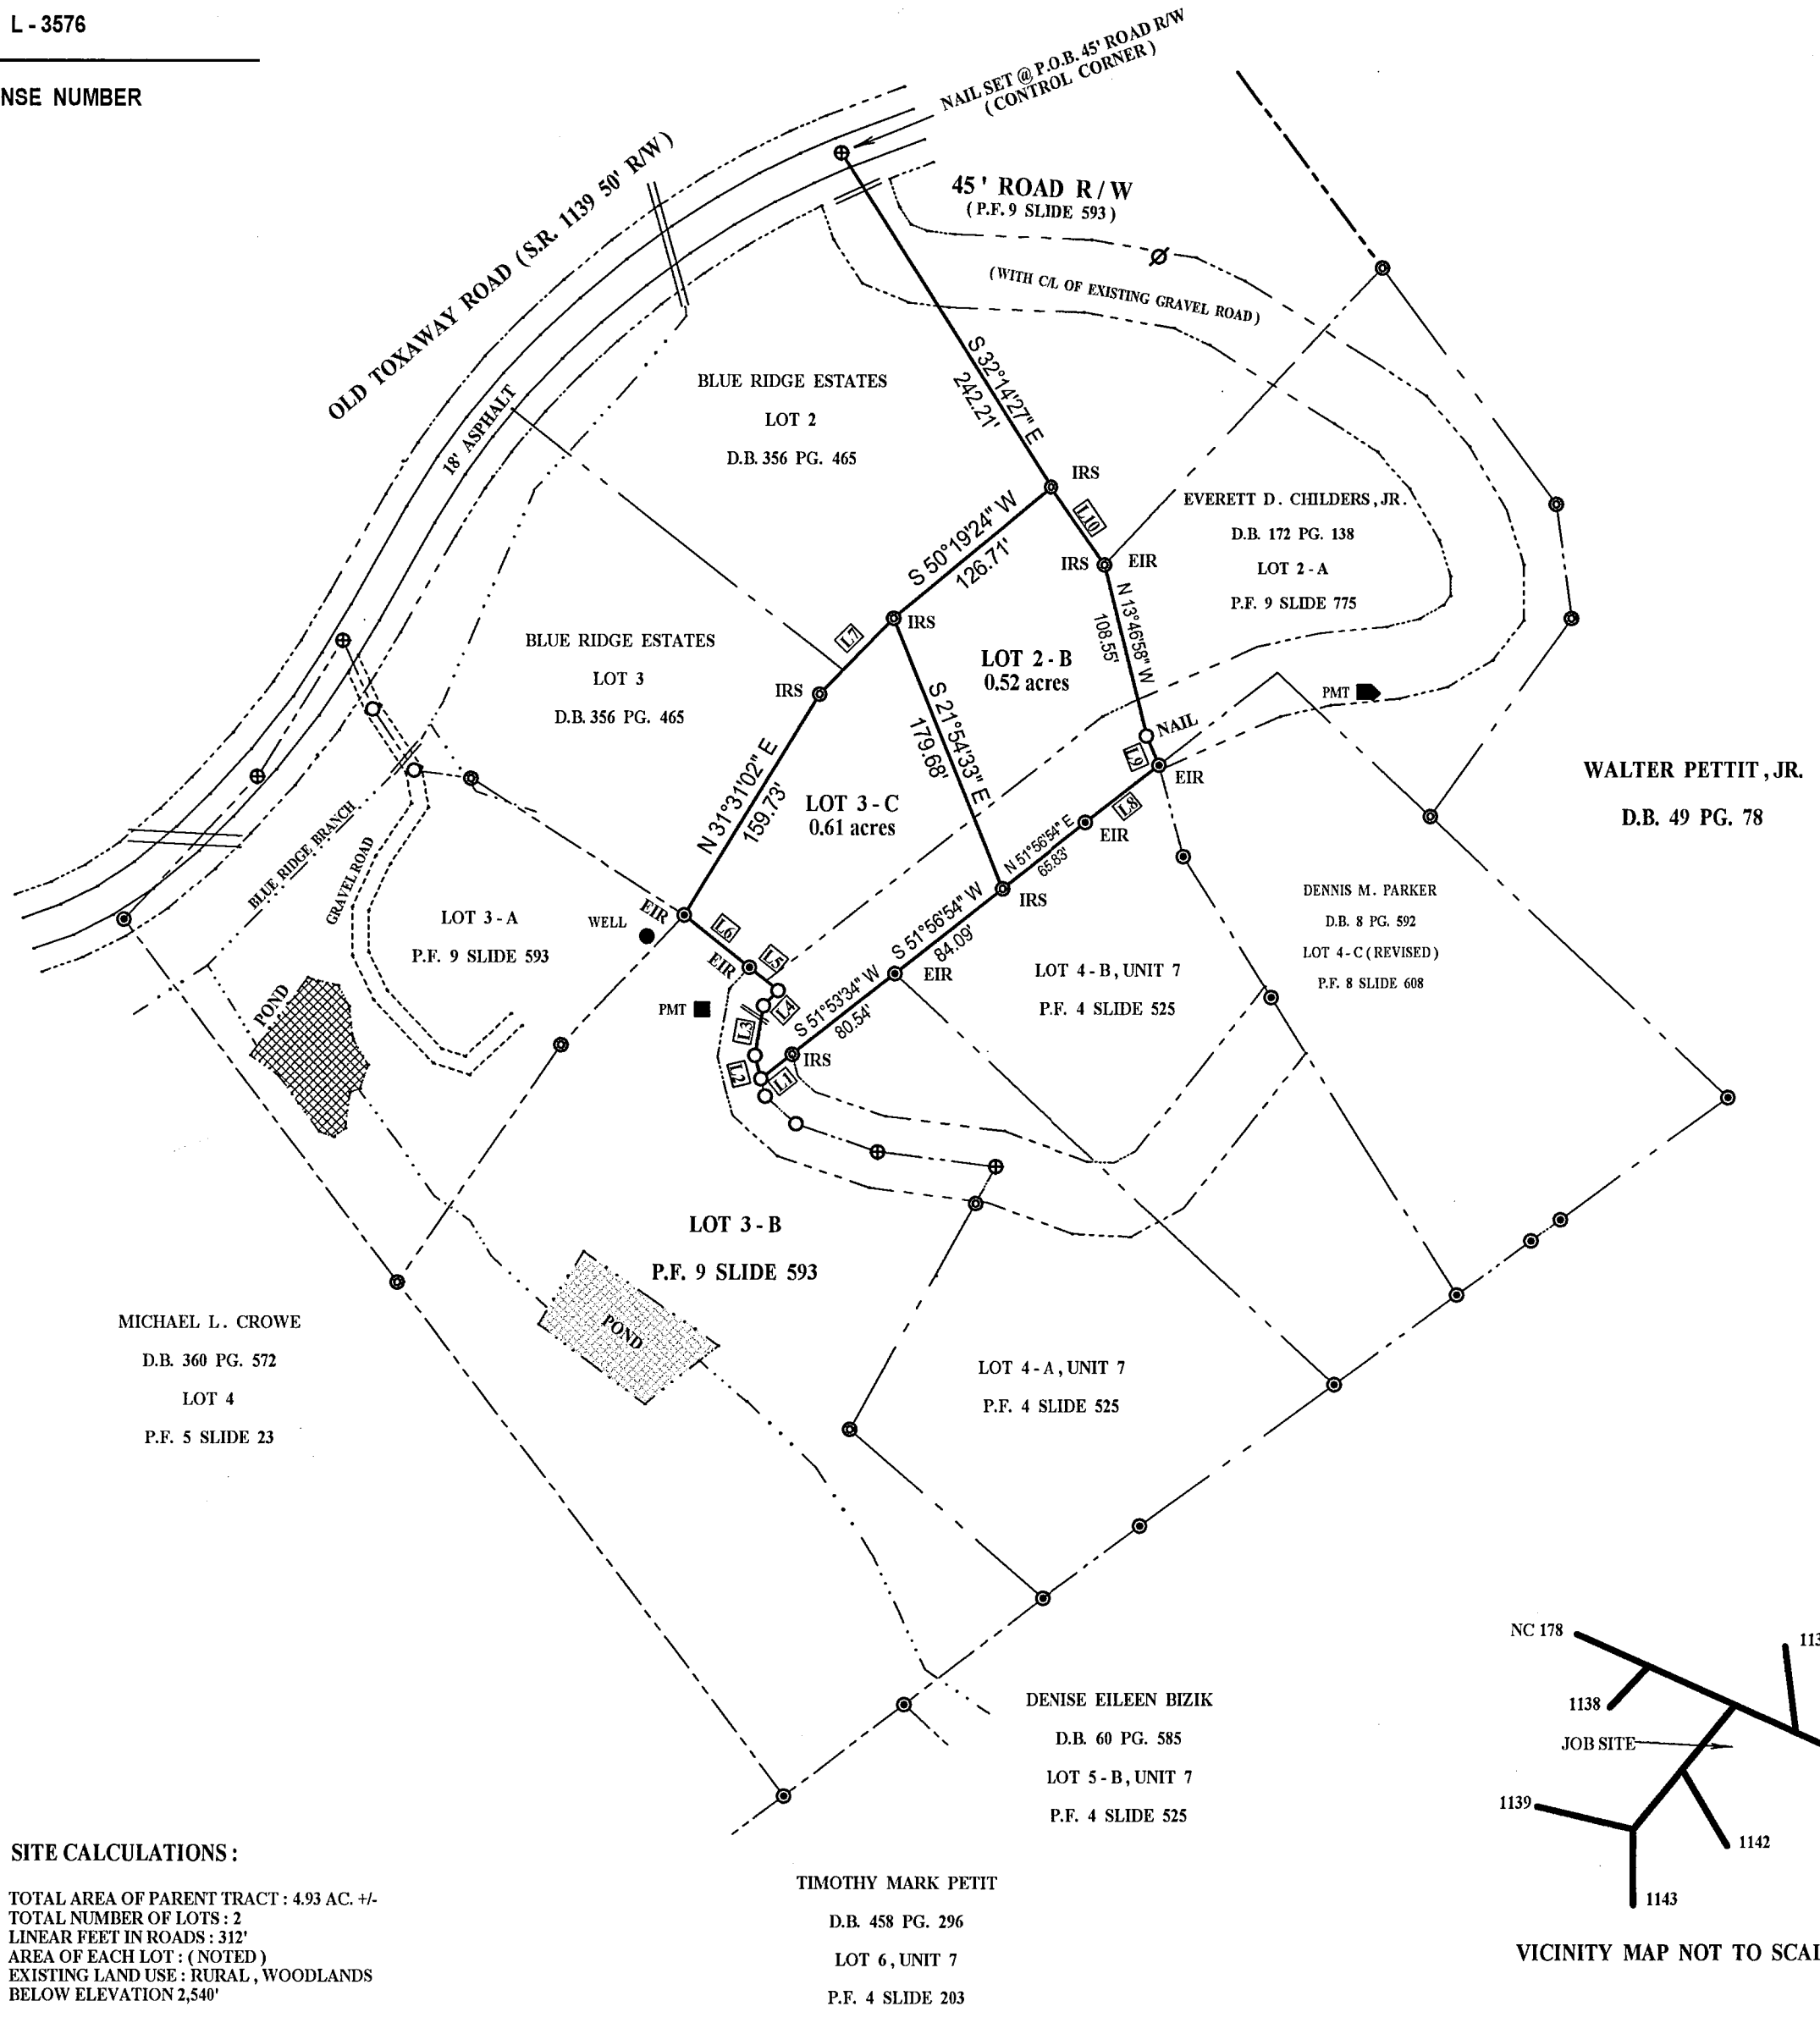 L - 3576
NSE NUMBER
NAIL SET @ P.O.B. 45' ROAD R/W
( CONTROL CORNER )
OLD TOXAWAY ROAD ( S.R. 1139 50' R/W )
45' ROAD R / W
( P.F. 9 SLIDE 593 )
(WITH C/L OF EXISTING GRAVEL ROAD)
18' ASPHALT
BLUE RIDGE ESTATES
LOT 2
D.B. 356 PG. 465
S 32°14'27" E
242.21'
IRS
L10
S 50°19'24" W
126.71'
IRS
EIR
EVERETT D. CHILDERS, JR.
D.B. 172 PG. 138
LOT 2 - A
P.F. 9 SLIDE 775
N 13°46'58" W
108.55'
IRS
L7
BLUE RIDGE ESTATES
LOT 3
D.B. 356 PG. 465
IRS
LOT 2 - B
0.52 acres
S 21°54'33" E
179.68'
PMT
NAIL
L9
EIR
WALTER PETTIT, JR.
D.B. 49 PG. 78
N 31°31'02" E
159.73'
LOT 3 - C
0.61 acres
L8
EIR
N 51°56'54" E
65.83'
BLUE RIDGE BRANCH
GRAVEL ROAD
LOT 3 - A
P.F. 9 SLIDE 593
WELL
EIR
IRS
DENNIS M. PARKER
D.B. 8 PG. 592
LOT 4 - C ( REVISED )
P.F. 8 SLIDE 608
L6
EIR
L5
S 51°56'54" W
84.09'
EIR
LOT 4 - B, UNIT 7
P.F. 4 SLIDE 525
POND
PMT
L4
L3
S 51°53'34" W
80.54'
IRS
L2
L1
LOT 3 - B
P.F. 9 SLIDE 593
POND
MICHAEL L. CROWE
D.B. 360 PG. 572
LOT 4
P.F. 5 SLIDE 23
LOT 4 - A, UNIT 7
P.F. 4 SLIDE 525
DENISE EILEEN BIZIK
D.B. 60 PG. 585
LOT 5 - B, UNIT 7
P.F. 4 SLIDE 525
NC 178
113
1138
JOB SITE
1139
1142
1143
VICINITY MAP NOT TO SCAL
SITE CALCULATIONS :
TOTAL AREA OF PARENT TRACT : 4.93 AC. +/-
TOTAL NUMBER OF LOTS : 2
LINEAR FEET IN ROADS : 312'
AREA OF EACH LOT : ( NOTED )
EXISTING LAND USE : RURAL , WOODLANDS
BELOW ELEVATION 2,540'
TIMOTHY MARK PETIT
D.B. 458 PG. 296
LOT 6, UNIT 7
P.F. 4 SLIDE 203